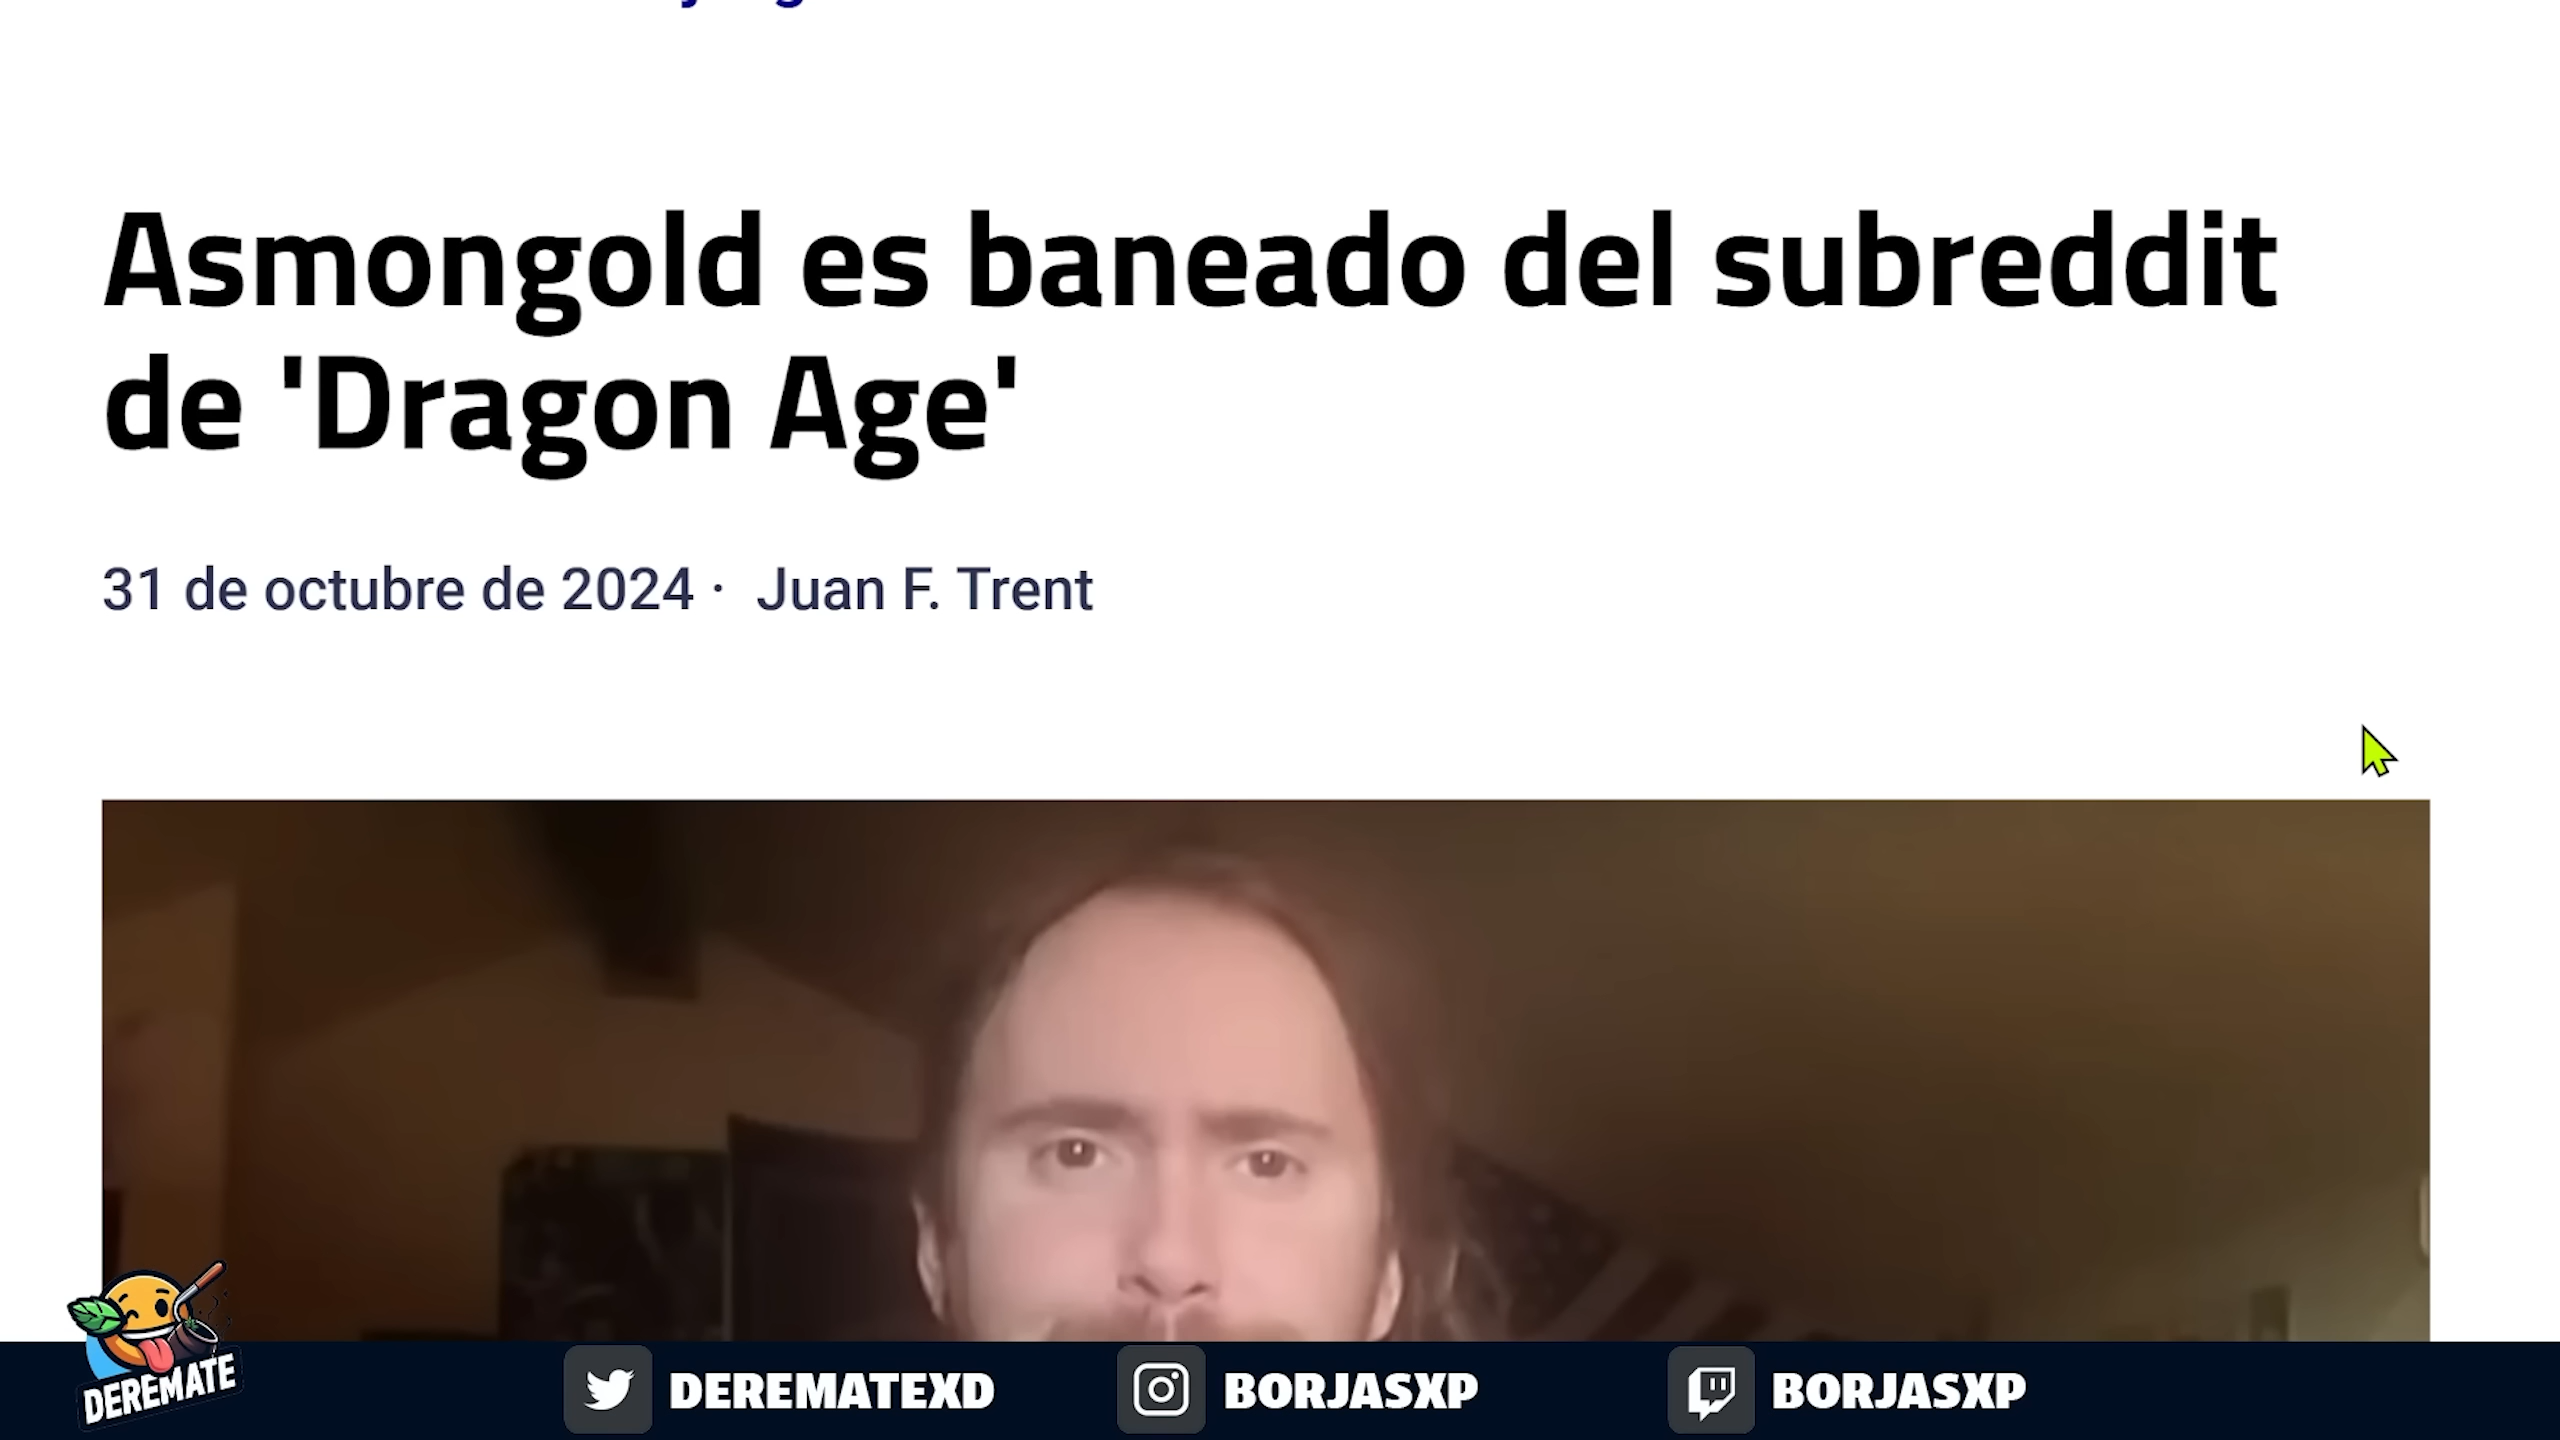 Asmongold es baneado del subreddit
de 'Dragon Age'
31 de octubre de 2024 · Juan F. Trent
DEREMATE
DEREMATEXD
BORJASXP
BORJASXP